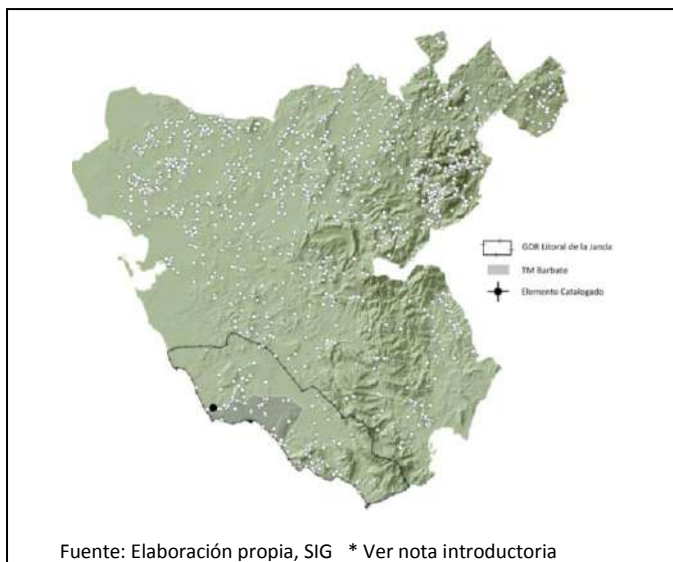 GDR Litoral de la Janda
TM Barbate
Elemento Catalogado
Fuente: Elaboración propia, SIG * Ver nota introductoria